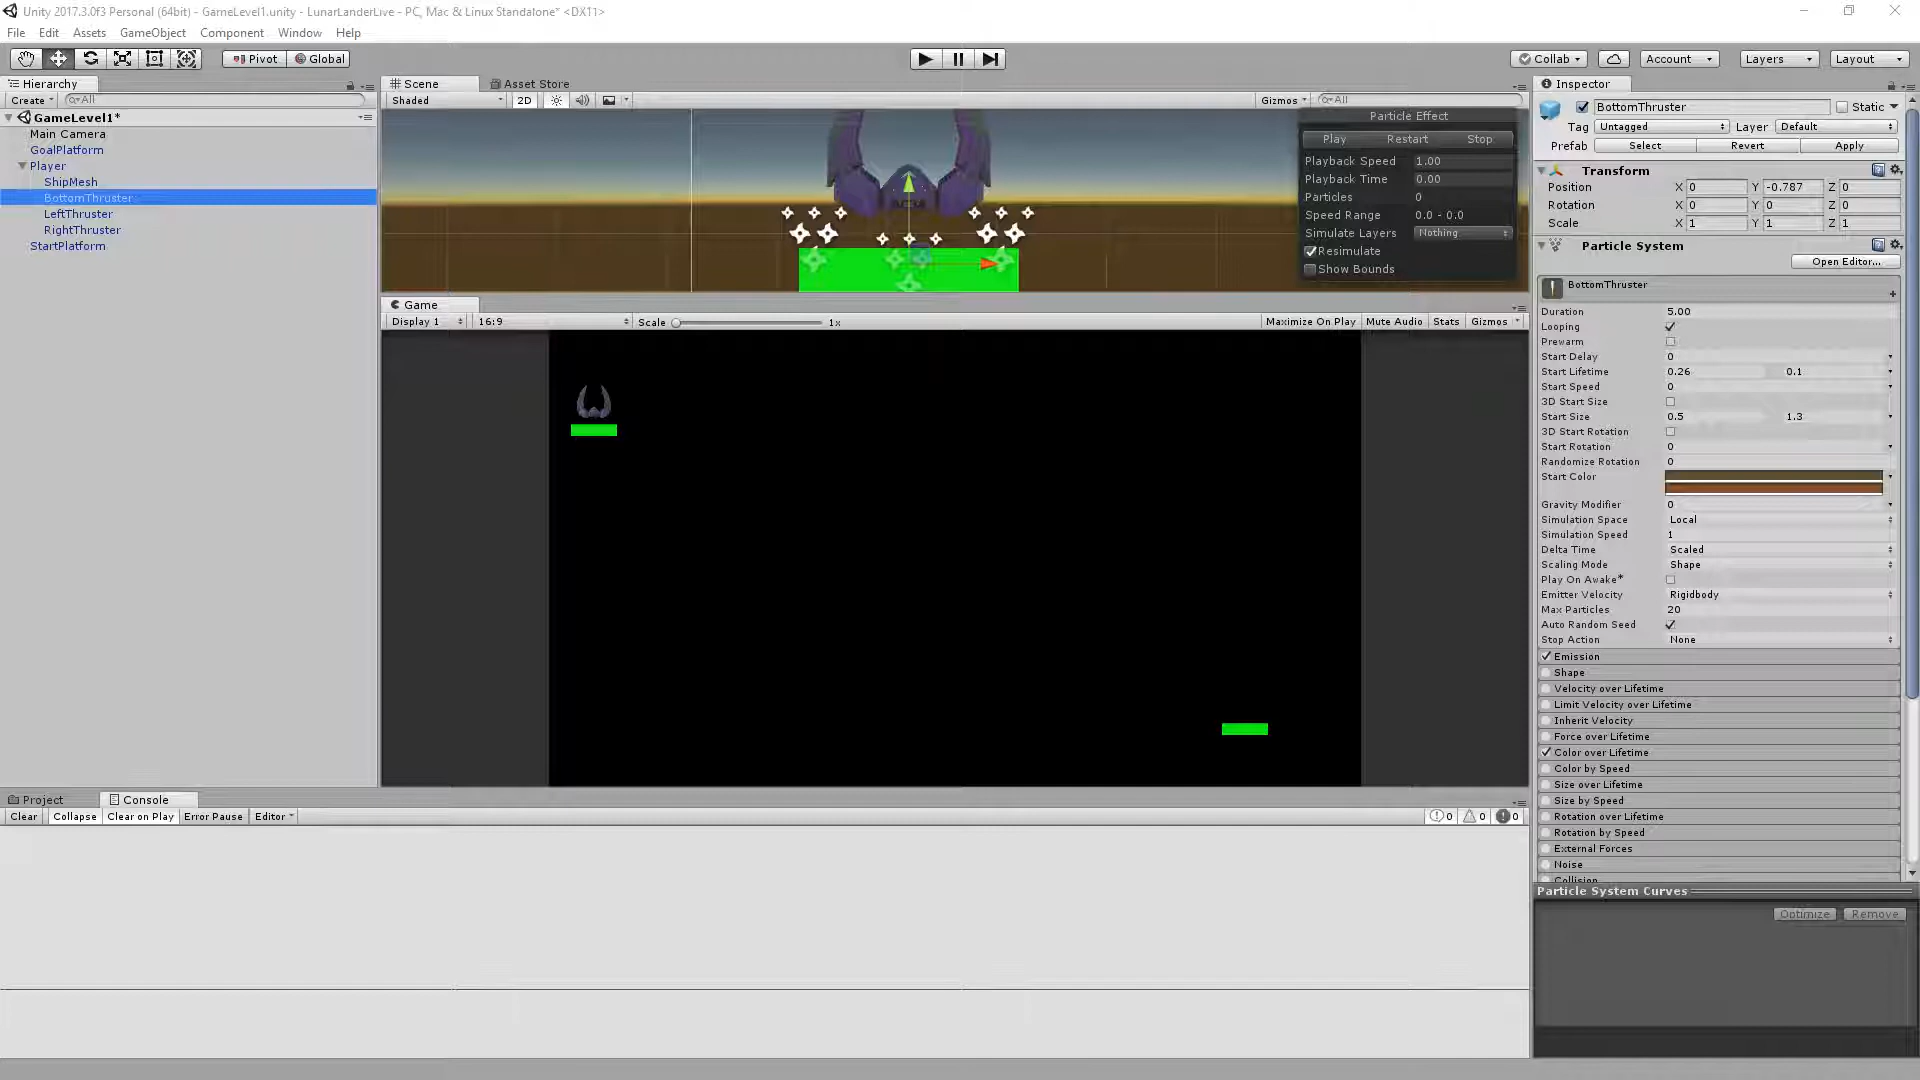 Unity 2017.3.0f3 Personal (64bit) - GameLevel1.unity - LunarLanderLive - PC, Mac & Linux Standalone* <DX11>
File Edit Assets GameObject Component Window Help
Pivot Global Collab Account Layers Layout
Hierarchy
Create All
GameLevel1*
Main Camera
GoalPlatform
Player
ShipMesh
BottomThruster
LeftThruster
RightThruster
StartPlatform
Scene Asset Store
Shaded 2D Gizmos All
Particle Effect
Play Restart Stop
Playback Speed 1.00
Playback Time 0.00
Particles 0
Speed Range 0.0 - 0.0
Simulate Layers Nothing
Resimulate
Show Bounds
Game
Display 1 16:9 Scale 1x Maximize On Play Mute Audio Stats Gizmos
Project Console
Clear Collapse Clear on Play Error Pause Editor 0 0 0
Inspector
BottomThruster Static
Tag Untagged Layer Default
Prefab Select Revert Apply
Transform
Position X 0 Y -0.787 Z 0
Rotation X 0 Y 0 Z 0
Scale X 1 Y 1 Z 1
Particle System
Open Editor...
BottomThruster
Duration 5.00
Looping
Prewarm
Start Delay 0
Start Lifetime 0.26 0.1
Start Speed 0
3D Start Size
Start Size 0.5 1.3
3D Start Rotation
Start Rotation 0
Randomize Rotation 0
Start Color
Gravity Modifier 0
Simulation Space Local
Simulation Speed 1
Delta Time Scaled
Scaling Mode Shape
Play On Awake*
Emitter Velocity Rigidbody
Max Particles 20
Auto Random Seed
Stop Action None
Emission
Shape
Velocity over Lifetime
Limit Velocity over Lifetime
Inherit Velocity
Force over Lifetime
Color over Lifetime
Color by Speed
Size over Lifetime
Size by Speed
Rotation over Lifetime
Rotation by Speed
External Forces
Noise
Collision
Particle System Curves
Optimize Remove